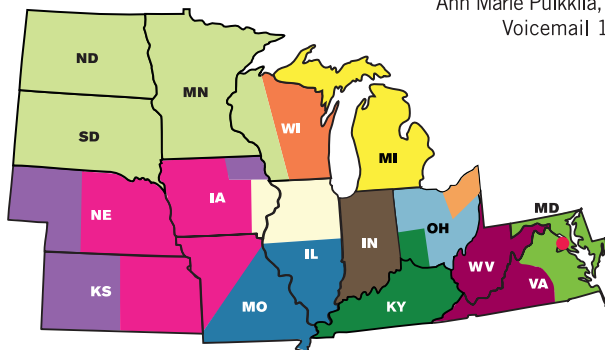 Ann Marie Pulkkila,
Voicemail 1
ND
MN
SD
WI
MI
IA
NE
MD
OH
IN
IL
WV
KS
VA
MO
KY